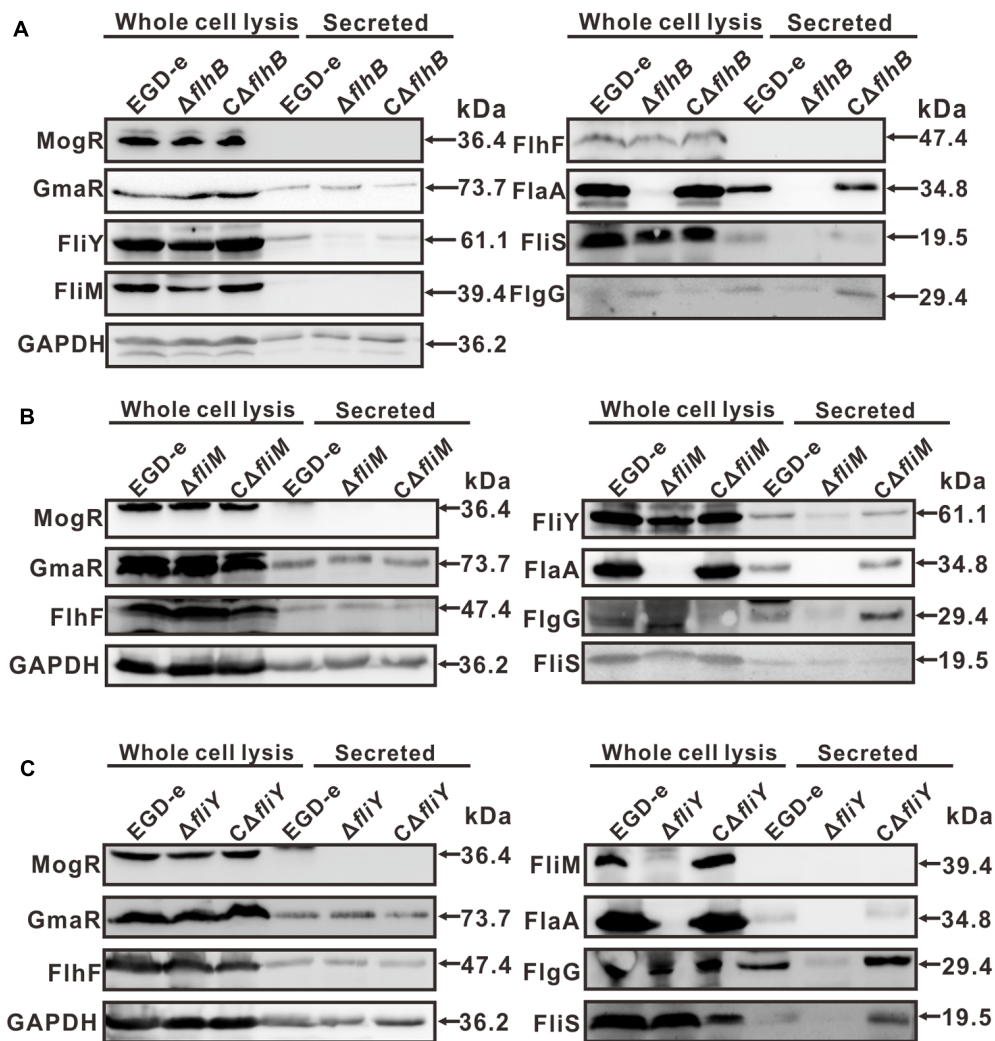 A
Whole cell lysis Secreted
EGD-e ΔflhB CΔflhB EGD-e ΔflhB CΔflhB
kDa
MogR 36.4
GmaR 73.7
FliY 61.1
FliM 39.4
GAPDH 36.2
Whole cell lysis Secreted
EGD-e ΔflhB CΔflhB EGD-e ΔflhB CΔflhB
kDa
FlhF 47.4
FlaA 34.8
FliS 19.5
FlgG 29.4
B
Whole cell lysis Secreted
EGD-e ΔfliM CΔfliM EGD-e ΔfliM CΔfliM
kDa
MogR 36.4
GmaR 73.7
FlhF 47.4
GAPDH 36.2
Whole cell lysis Secreted
EGD-e ΔfliM CΔfliM EGD-e ΔfliM CΔfliM
kDa
FliY 61.1
FlaA 34.8
FlgG 29.4
FliS 19.5
C
Whole cell lysis Secreted
EGD-e ΔfliY CΔfliY EGD-e ΔfliY CΔfliY
kDa
MogR 36.4
GmaR 73.7
FlhF 47.4
GAPDH 36.2
Whole cell lysis Secreted
EGD-e ΔfliY CΔfliY EGD-e ΔfliY CΔfliY
kDa
FliM 39.4
FlaA 34.8
FlgG 29.4
FliS 19.5